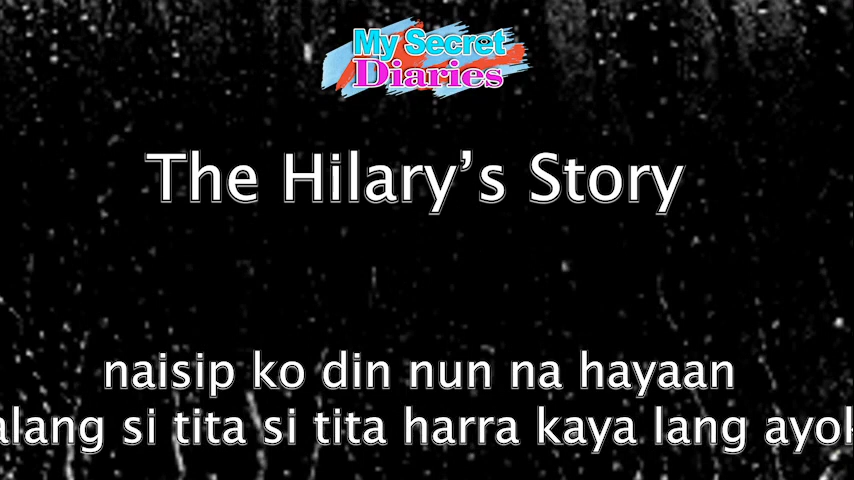 My Secret
Diaries
The Hilary’s Story
naisip ko din nun na hayaan
si tita si tita harra kaya lang